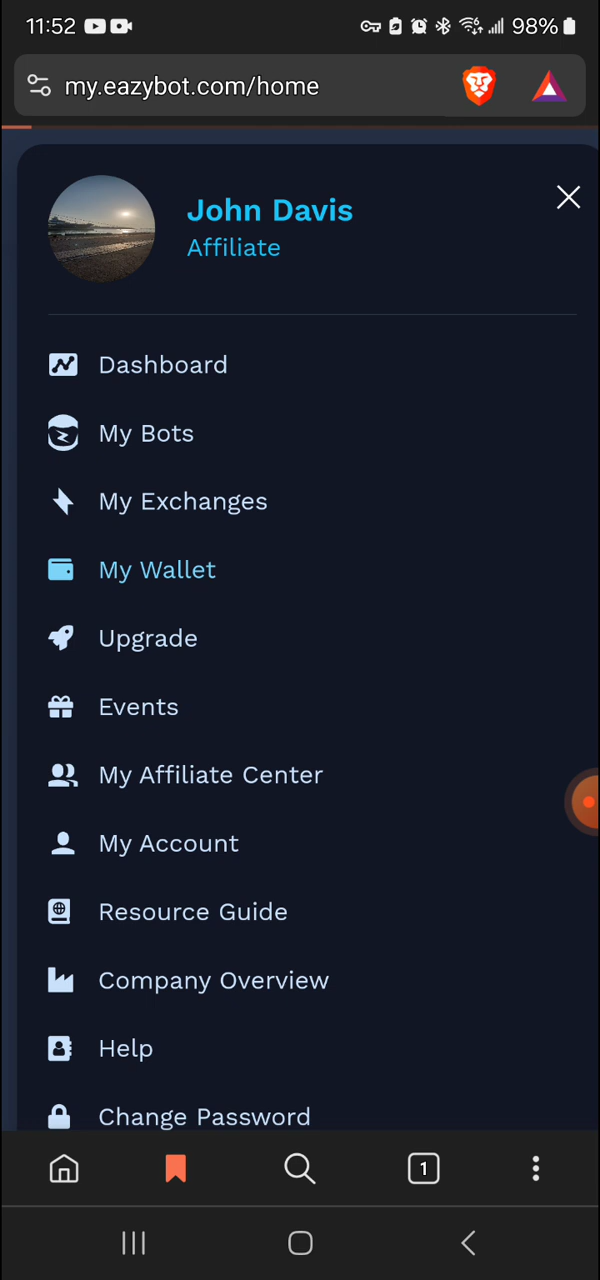 11:52 98%
my.eazybot.com/home
John Davis
Affiliate
Dashboard
My Bots
My Exchanges
My Wallet
Upgrade
Events
My Affiliate Center
My Account
Resource Guide
Company Overview
Help
Change Password
1